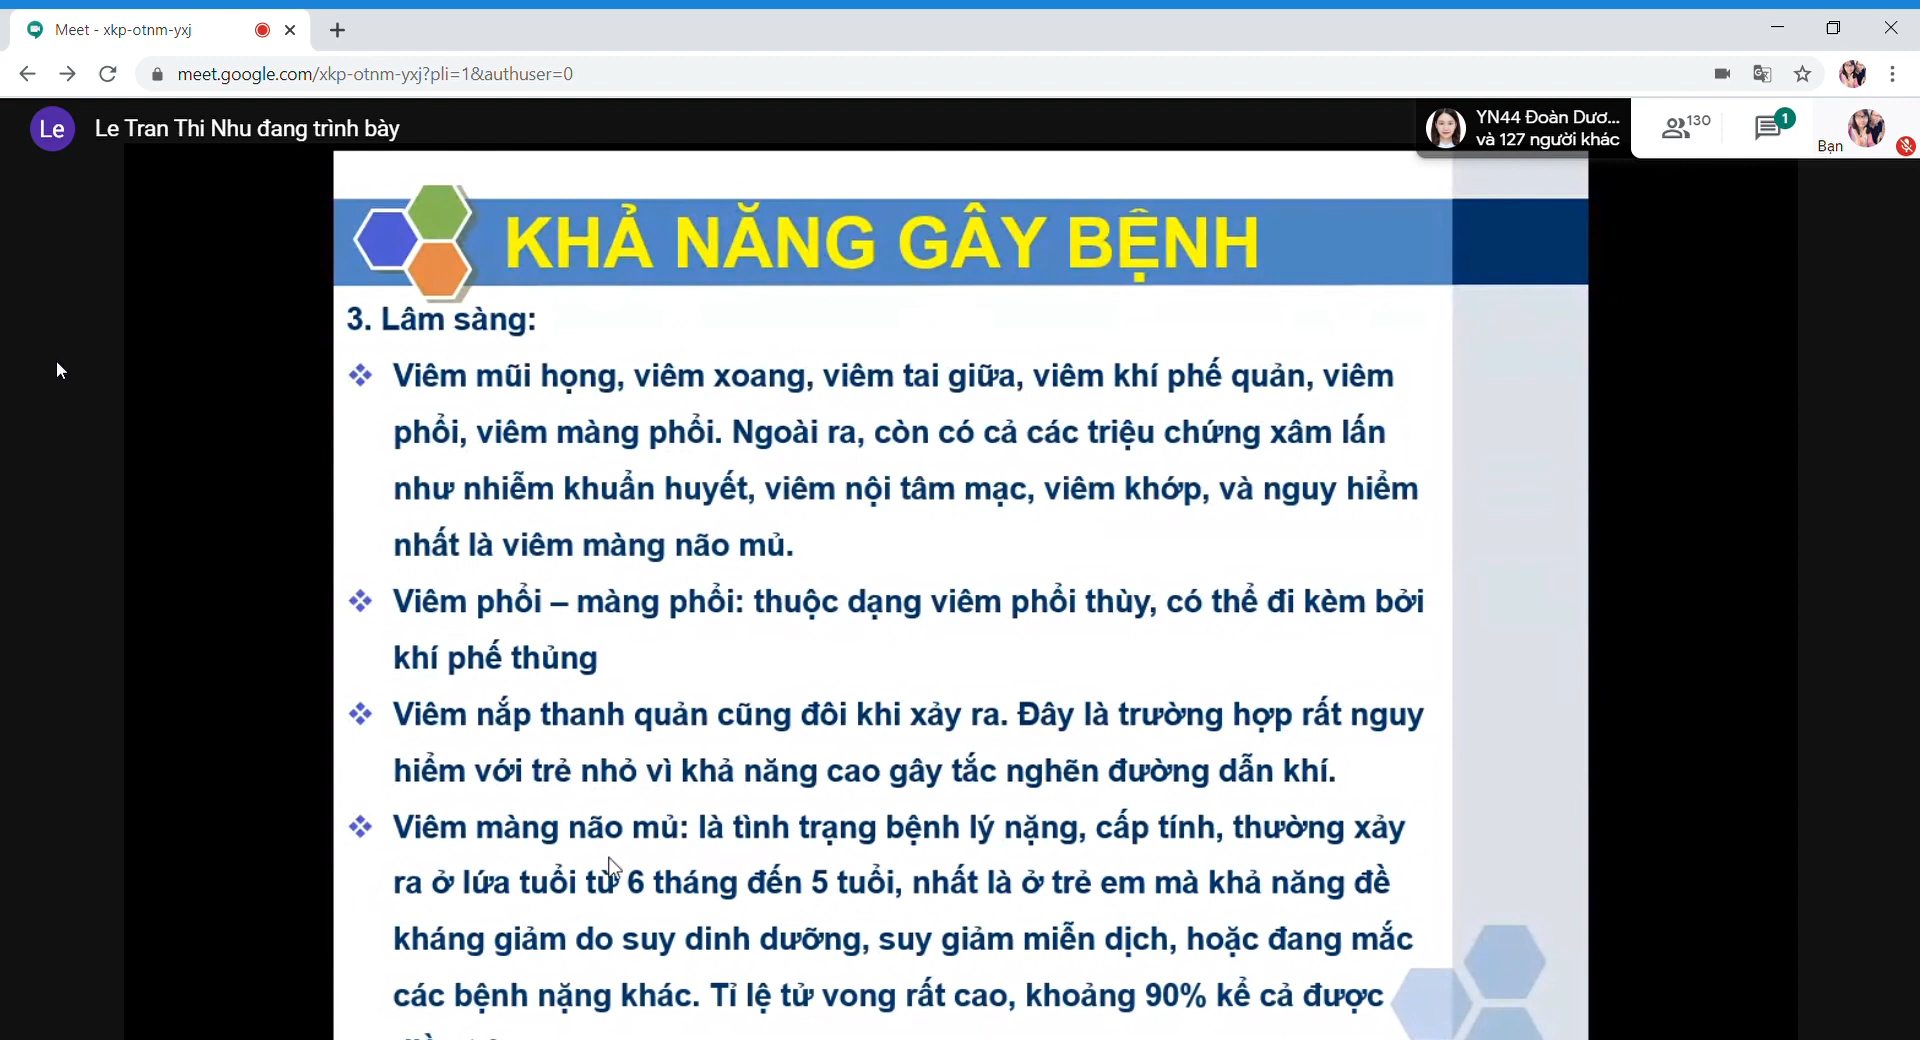 Meet - xkp-otnm-yxj
meet.google.com/xkp-otnm-yxj?pli=1&authuser=0
Le
Le Tran Thi Nhu đang trình bày
YN44 Đoàn Dươ...
và 127 người khác
130
1
Bạn
KHẢ NĂNG GÂY BỆNH
3. Lâm sàng:
Viêm mũi họng, viêm xoang, viêm tai giữa, viêm khí phế quản, viêm
phổi, viêm màng phổi. Ngoài ra, còn có cả các triệu chứng xâm lấn
như nhiễm khuẩn huyết, viêm nội tâm mạc, viêm khớp, và nguy hiểm
nhất là viêm màng não mủ.
Viêm phổi – màng phổi: thuộc dạng viêm phổi thùy, có thể đi kèm bởi
khí phế thủng
Viêm nắp thanh quản cũng đôi khi xảy ra. Đây là trường hợp rất nguy
hiểm với trẻ nhỏ vì khả năng cao gây tắc nghẽn đường dẫn khí.
Viêm màng não mủ: là tình trạng bệnh lý nặng, cấp tính, thường xảy
ra ở lứa tuổi từ 6 tháng đến 5 tuổi, nhất là ở trẻ em mà khả năng đề
kháng giảm do suy dinh dưỡng, suy giảm miễn dịch, hoặc đang mắc
các bệnh nặng khác. Tỉ lệ tử vong rất cao, khoảng 90% kể cả được